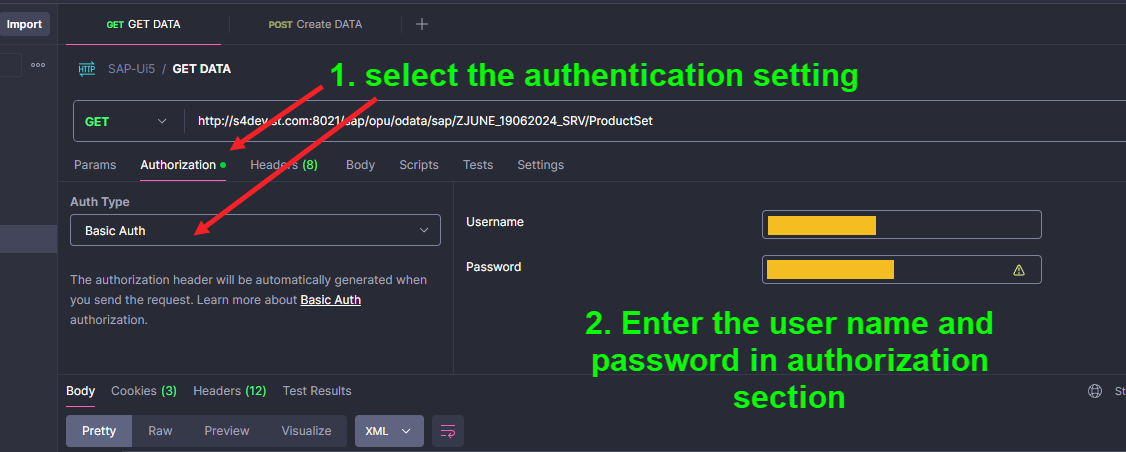 Import
GET GET DATA
POST Create DATA
HTTP SAP-Ui5 / GET DATA
1. select the authentication setting
GET http://s4dev.st.com:8021/sap/opu/odata/sap/ZJUNE_19062024_SRV/ProductSet
Params Authorization Headers (8) Body Scripts Tests Settings
Auth Type
Basic Auth
Username
The authorization header will be automatically generated when
you send the request. Learn more about Basic Auth
authorization.
Password
2. Enter the user name and
password in authorization
section
Body Cookies (3) Headers (12) Test Results
Pretty Raw Preview Visualize XML